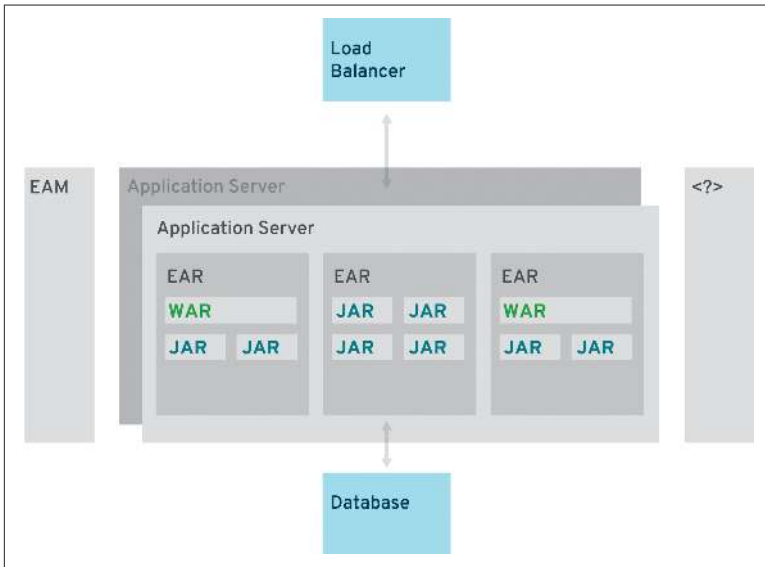 Load
Balancer
EAM
Application Server
<?>
Application Server
EAR
WAR
JAR JAR
EAR
JAR JAR
JAR JAR
EAR
WAR
JAR JAR
Database